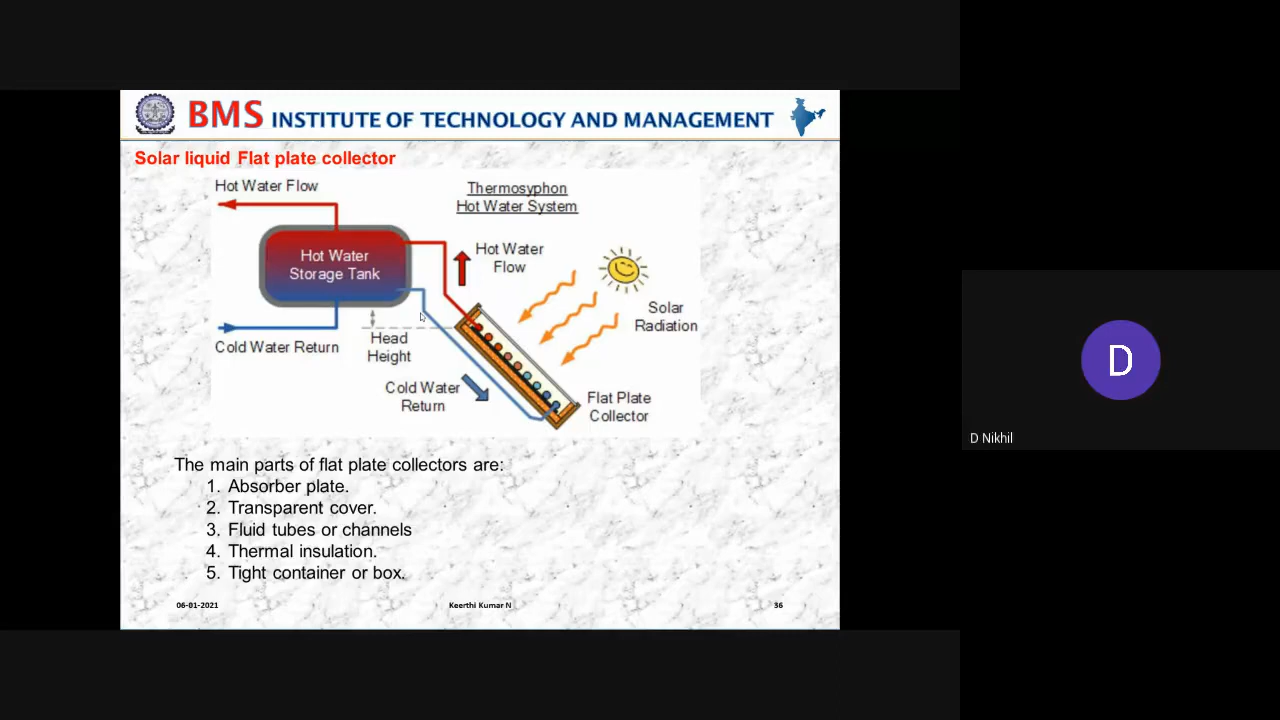 BMS INSTITUTE OF TECHNOLOGY AND MANAGEMENT
Solar liquid Flat plate collector
Hot Water Flow
Thermosyphon
Hot Water System
Hot Water
Storage Tank
Hot Water
Flow
Solar
Radiation
Cold Water Return
Head
Height
Cold Water
Return
Flat Plate
Collector
The main parts of flat plate collectors are:
1. Absorber plate.
2. Transparent cover.
3. Fluid tubes or channels
4. Thermal insulation.
5. Tight container or box.
06-01-2021
Keerthi Kumar N
36
D
D Nikhil